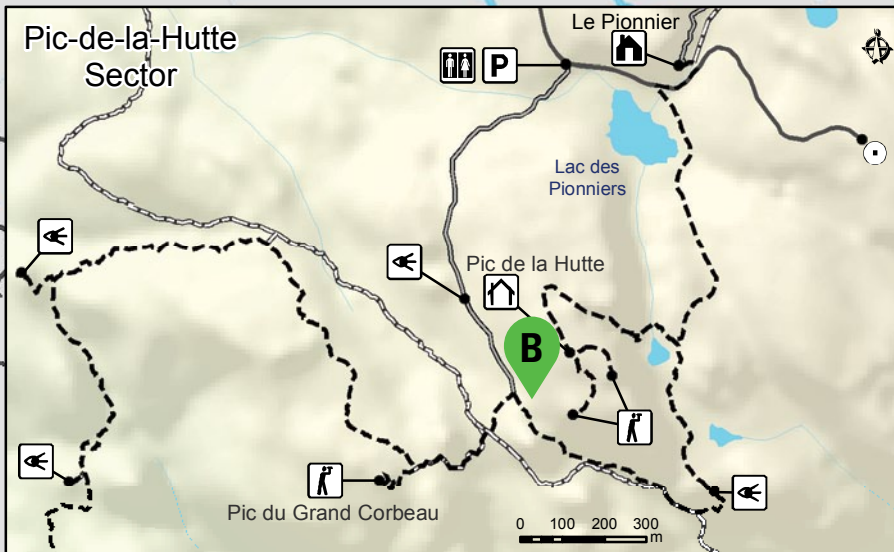 Pic-de-la-Hutte
Sector
Le Pionnier
P
Lac des
Pionniers
Pic de la Hutte
B
Pic du Grand Corbeau
0 100 200 300
m